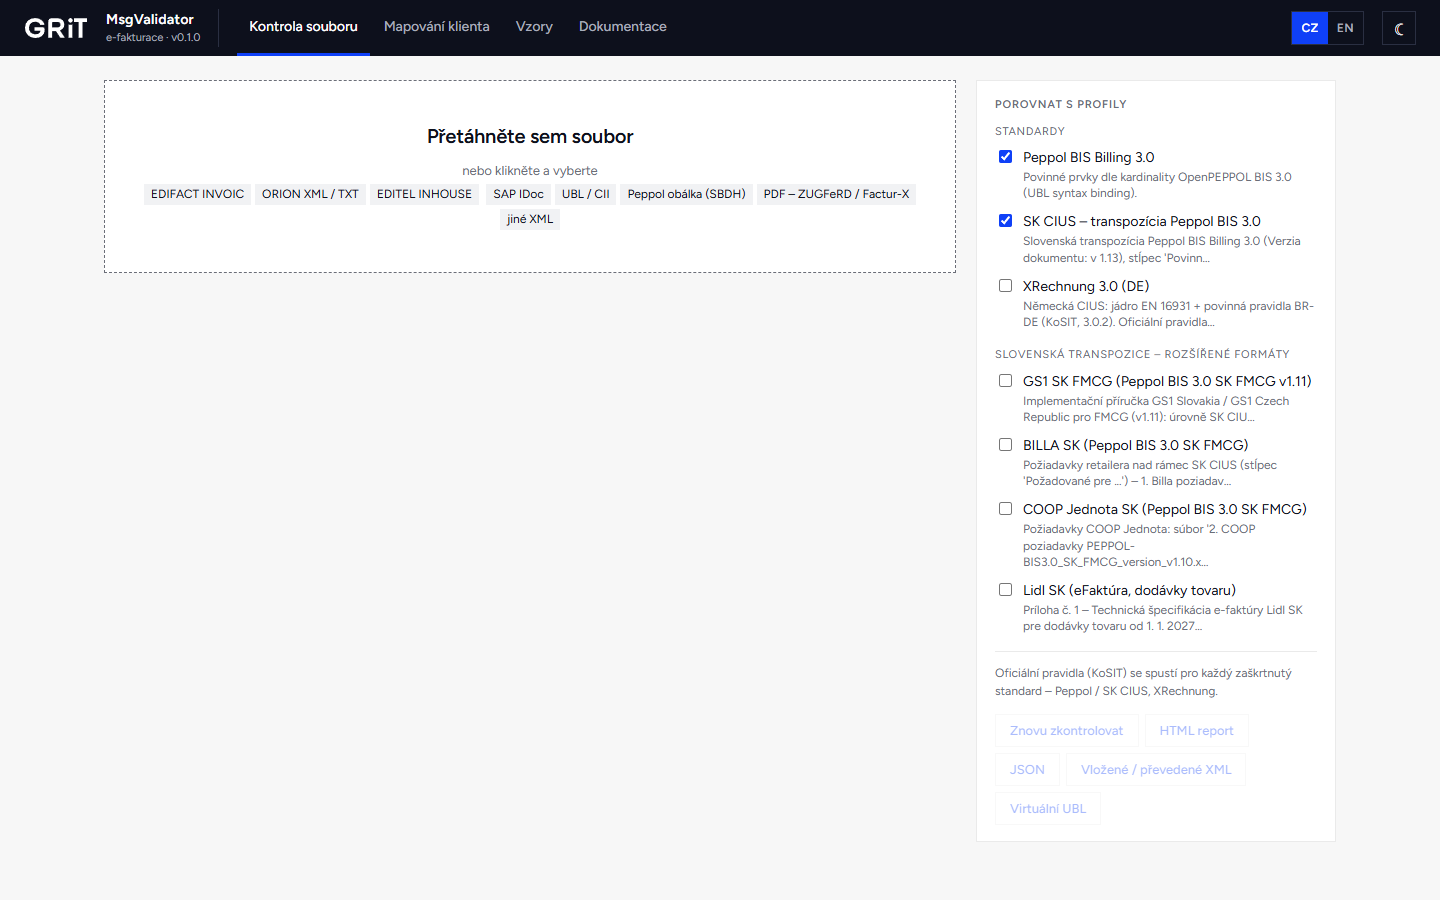 GRiT
MsgValidator
e-fakturace · v0.1.0
Kontrola souboru
Mapování klienta
Vzory
Dokumentace
CZ
EN
Přetáhněte sem soubor
nebo klikněte a vyberte
EDIFACT INVOIC
ORION XML / TXT
EDITEL INHOUSE
SAP IDoc
UBL / CII
Peppol obálka (SBDH)
PDF – ZUGFeRD / Factur-X
jiné XML
POROVNAT S PROFILY
STANDARDY
Peppol BIS Billing 3.0
Povinné prvky dle kardinality OpenPEPPOL BIS 3.0
(UBL syntax binding).
SK CIUS – transpozícia Peppol BIS 3.0
Slovenská transpozícia Peppol BIS Billing 3.0 (Verzia
dokumentu: v 1.13), stĺpec 'Povinn...
XRechnung 3.0 (DE)
Německá CIUS: jádro EN 16931 + povinná pravidla BR-
DE (KoSIT, 3.0.2). Oficiální pravidla...
SLOVENSKÁ TRANSPOZICE – ROZŠÍŘENÉ FORMÁTY
GS1 SK FMCG (Peppol BIS 3.0 SK FMCG v1.11)
Implementační příručka GS1 Slovakia / GS1 Czech
Republic pro FMCG (v1.11): úrovně SK CIU...
BILLA SK (Peppol BIS 3.0 SK FMCG)
Požiadavky retailera nad rámec SK CIUS (stĺpec
'Požadované pre ...') – 1. Billa poziadav...
COOP Jednota SK (Peppol BIS 3.0 SK FMCG)
Požiadavky COOP Jednota: súbor '2. COOP
poziadavky PEPPOL-
BIS3.0_SK_FMCG_version_v1.10.x...
Lidl SK (eFaktúra, dodávky tovaru)
Príloha č. 1 – Technická špecifikácia e-faktúry Lidl SK
pre dodávky tovaru od 1. 1. 2027...
Oficiální pravidla (KoSIT) se spustí pro každý zaškrtnutý
standard – Peppol / SK CIUS, XRechnung.
Znovu zkontrolovat
HTML report
JSON
Vložené / převedené XML
Virtuální UBL